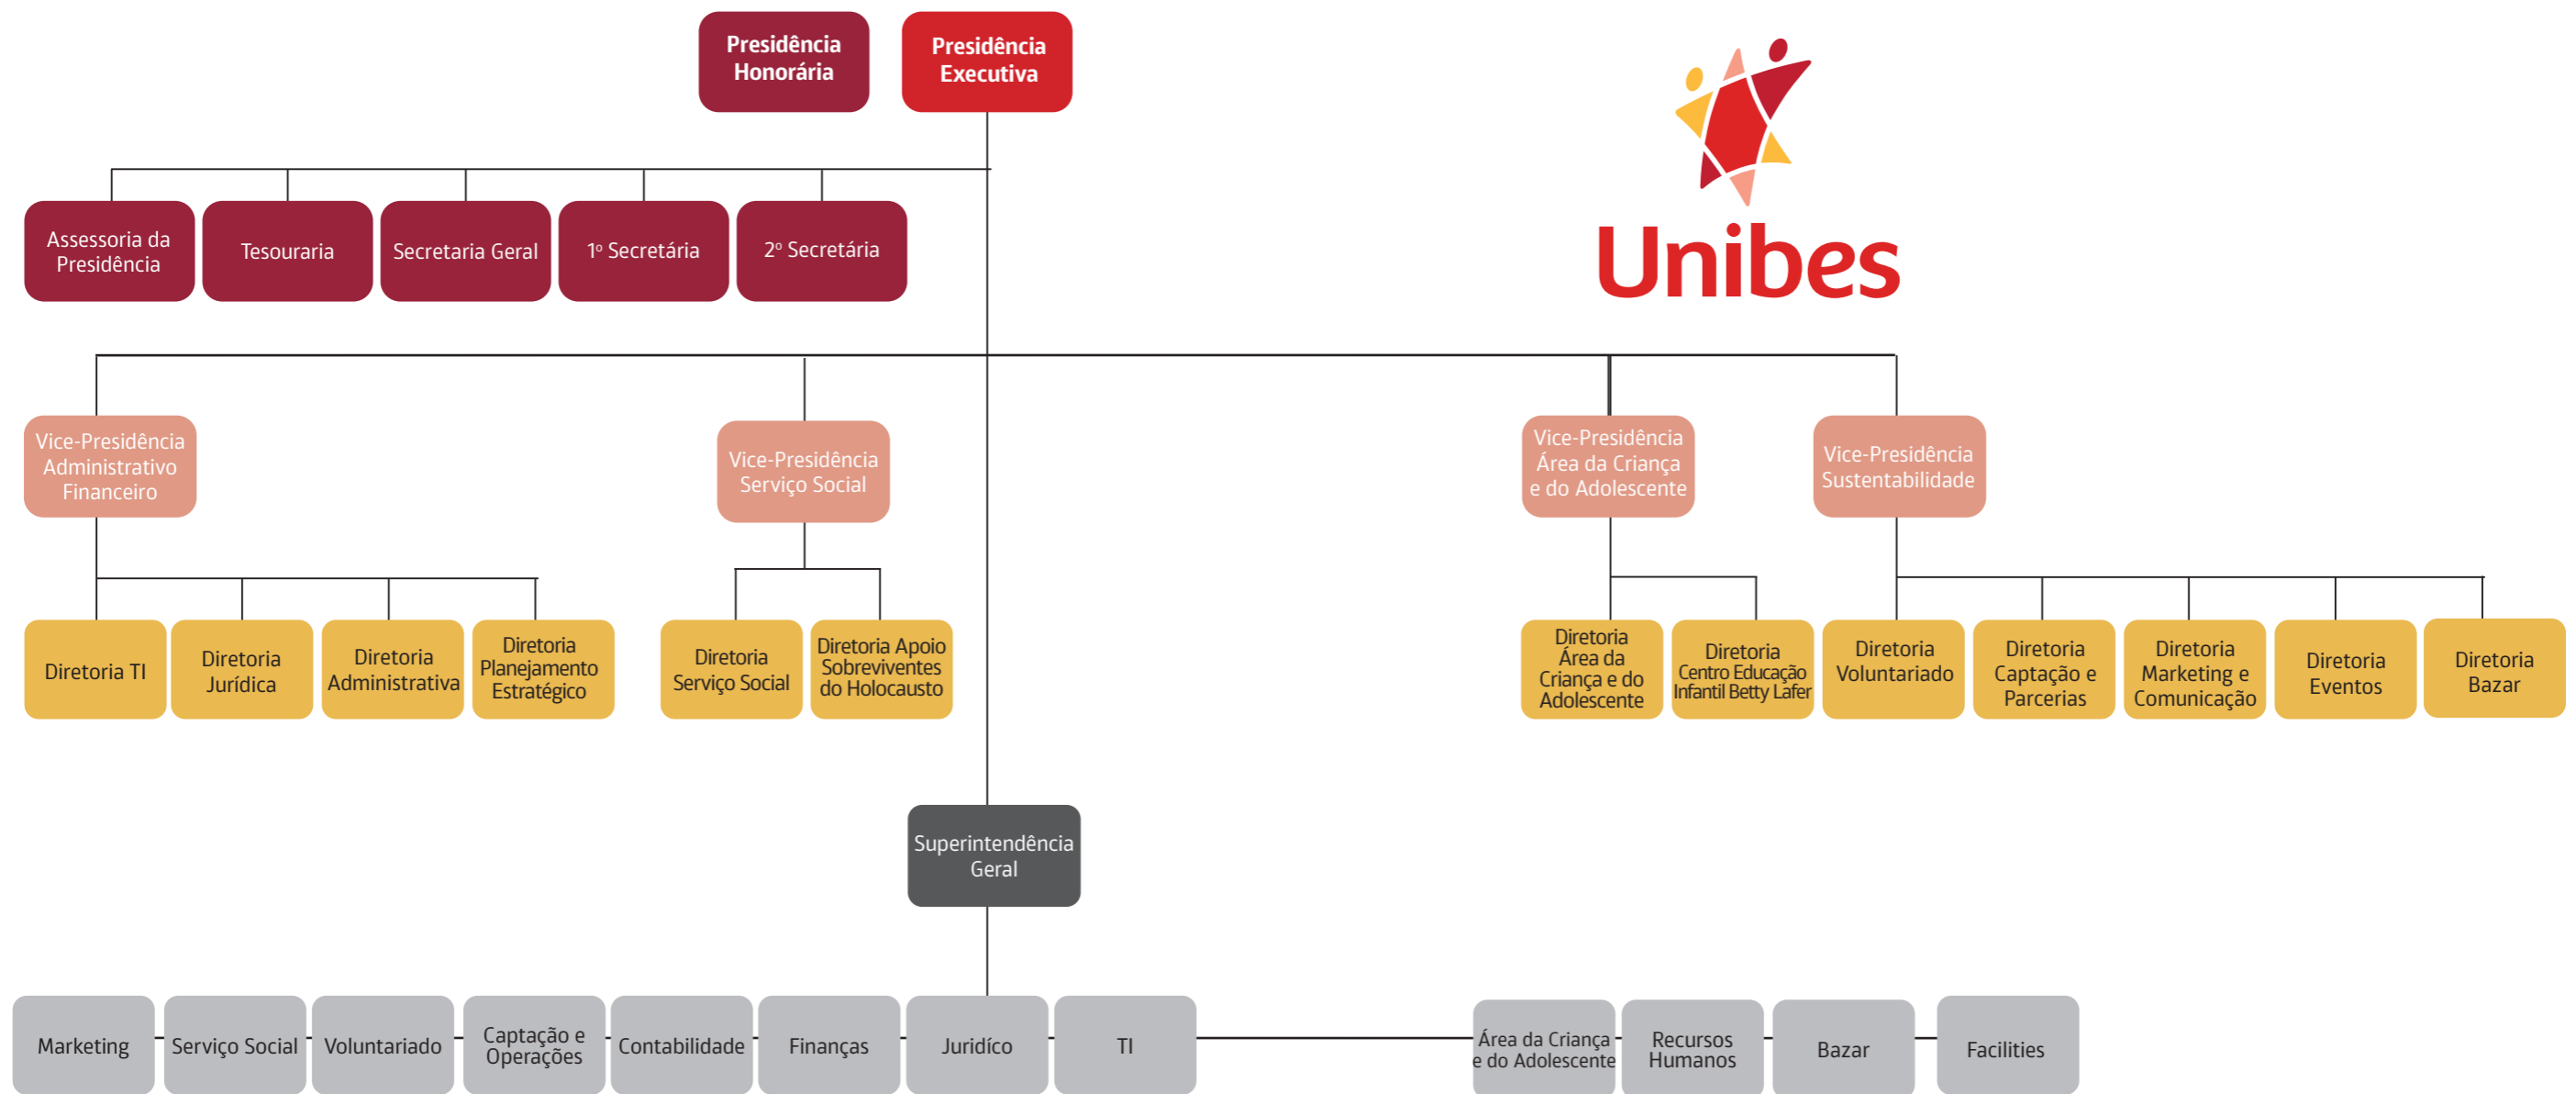 Presidência
Honorária
Presidência
Executiva
Unibes
Assessoria da
Presidência
Tesouraria
Secretaria Geral
1º Secretária
2º Secretária
Vice-Presidência
Administrativo
Financeiro
Vice-Presidência
Serviço Social
Vice-Presidência
Área da Criança
e do Adolescente
Vice-Presidência
Sustentabilidade
Diretoria TI
Diretoria
Jurídica
Diretoria
Administrativa
Diretoria
Planejamento
Estratégico
Diretoria
Serviço Social
Diretoria Apoio
Sobreviventes
do Holocausto
Diretoria
Área da
Criança e do
Adolescente
Diretoria
Centro Educação
Infantil Betty Lafer
Diretoria
Voluntariado
Diretoria
Captação e
Parcerias
Diretoria
Marketing e
Comunicação
Diretoria
Eventos
Diretoria
Bazar
Superintendência
Geral
Marketing
Serviço Social
Voluntariado
Captação e
Operações
Contabilidade
Finanças
Juridíco
TI
Área da Criança
e do Adolescente
Recursos
Humanos
Bazar
Facilities